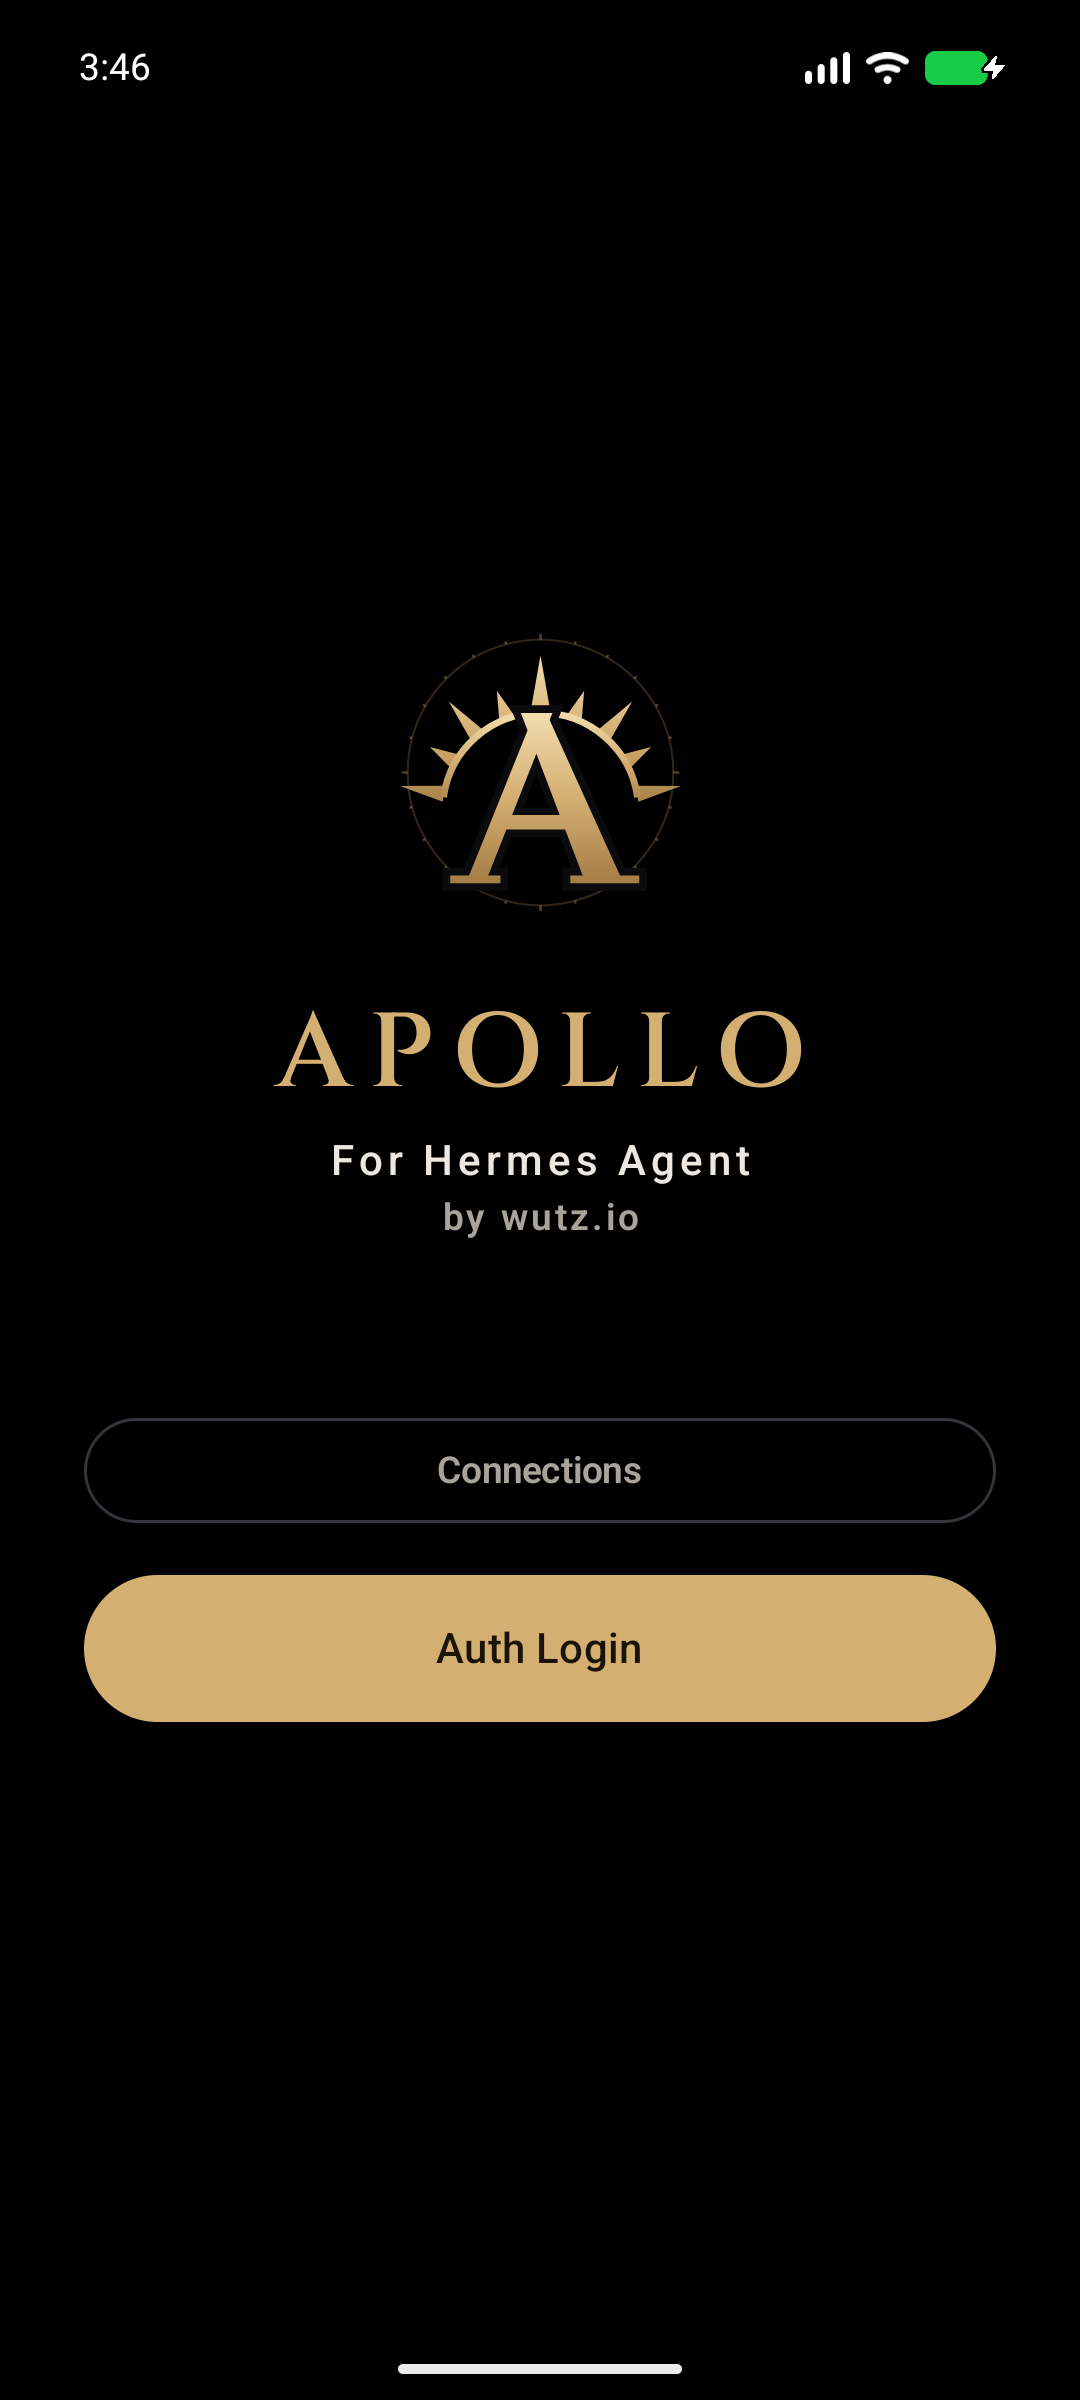 3:46
A
APOLLO
For Hermes Agent
by wutz.io
Connections
Auth Login